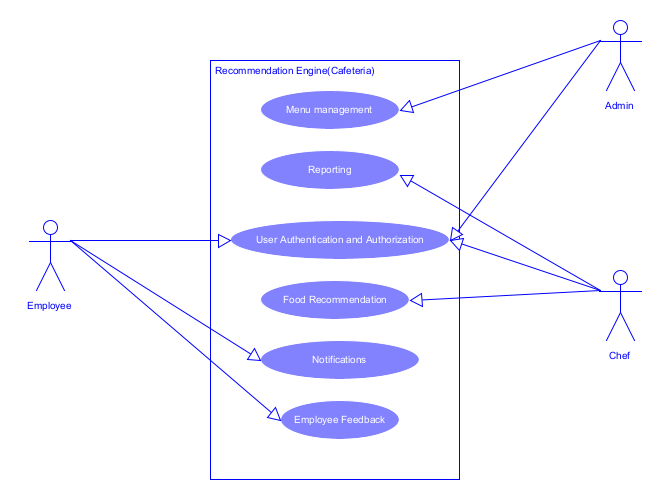 Recommendation Engine(Cafeteria)
Menu management
Admin
Reporting
User Authentication and Authorization
Employee
Food Recommendation
Chef
Notifications
Employee Feedback